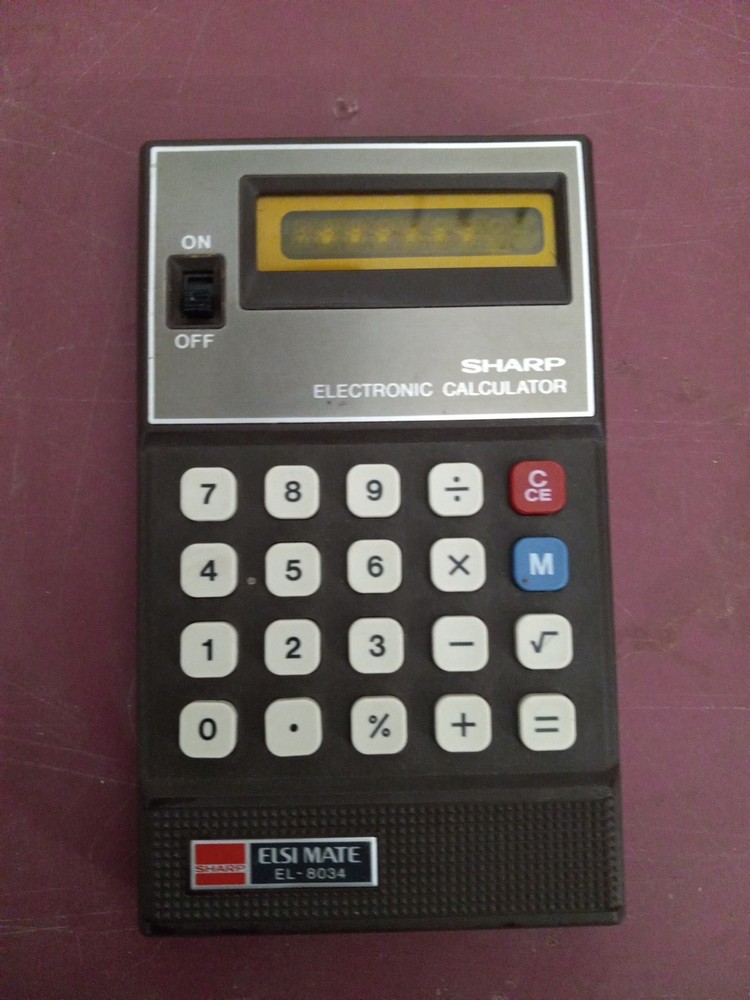 ON
OFF
SHARP
ELECTRONIC CALCULATOR
7 8 9 ÷ C CE
4 5 6 × M
1 2 3 − √
0 . % + =
SHARP ELSI MATE
EL-8034